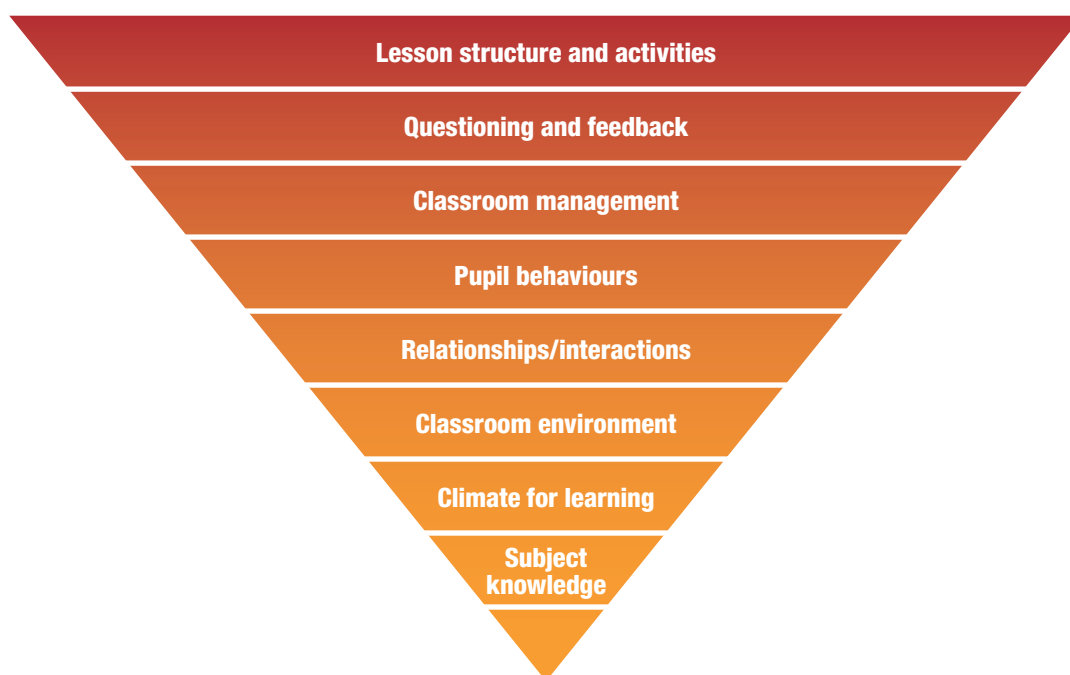 Lesson structure and activities
Questioning and feedback
Classroom management
Pupil behaviours
Relationships/interactions
Classroom environment
Climate for learning
Subject
knowledge